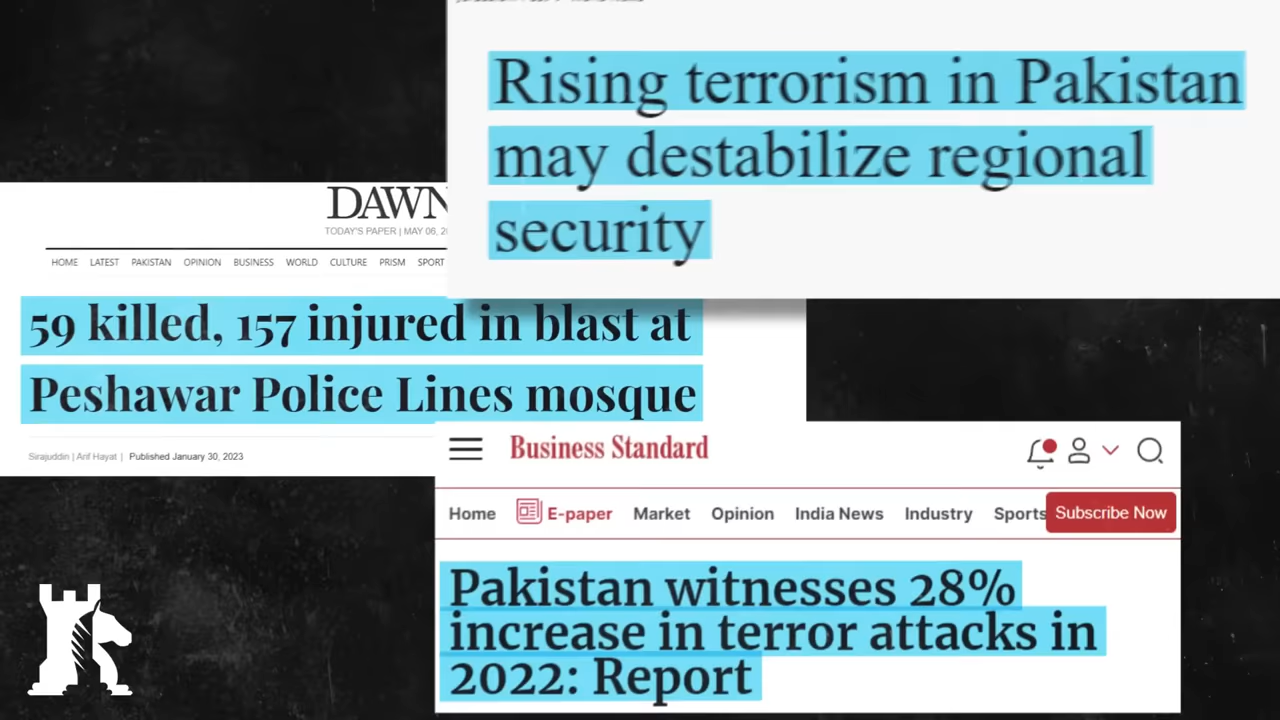 Rising terrorism in Pakistan
may destabilize regional
security
DAWN
TODAY'S PAPER | MAY 06, 2
HOME LATEST PAKISTAN OPINION BUSINESS WORLD CULTURE PRISM SPORT
59 killed, 157 injured in blast at
Peshawar Police Lines mosque
Sirajuddin | Arif Hayat | Published January 30, 2023
Business Standard
Home E-paper Market Opinion India News Industry Sports Subscribe Now
Pakistan witnesses 28%
increase in terror attacks in
2022: Report